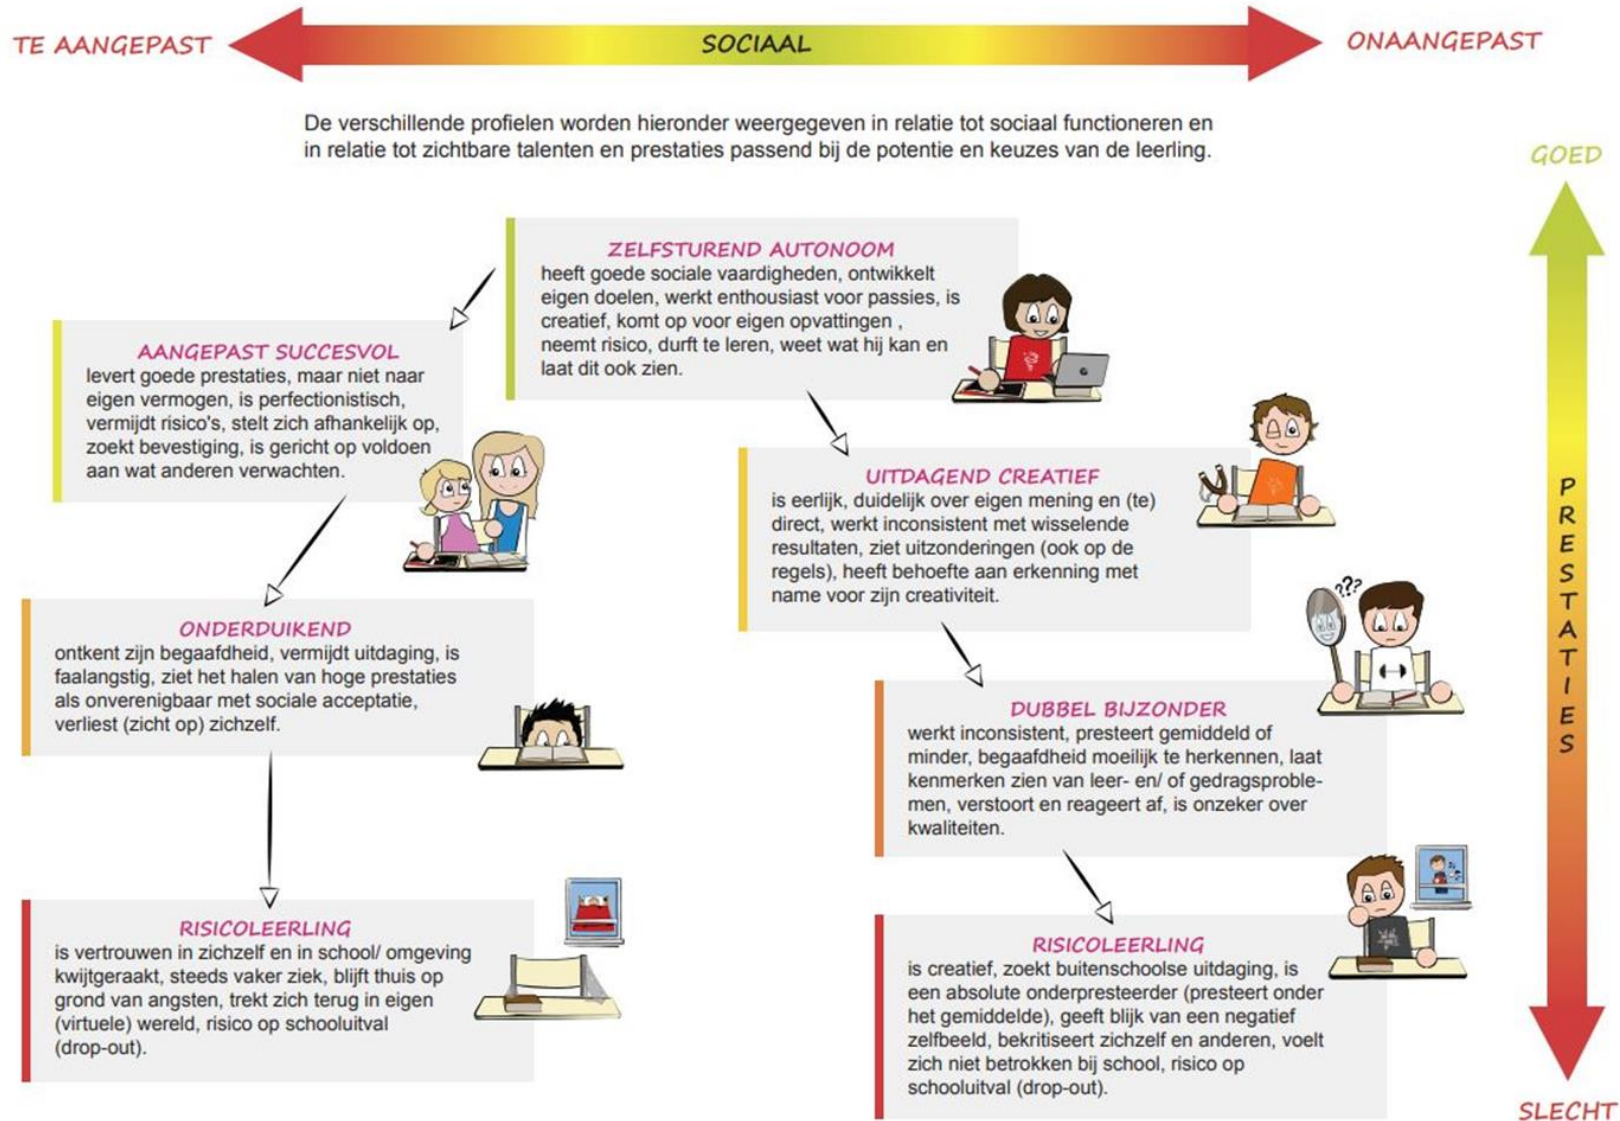 TE AANGEPAST
SOCIAAL
ONAANGEPAST
De verschillende profielen worden hieronder weergegeven in relatie tot sociaal functioneren en
in relatie tot zichtbare talenten en prestaties passend bij de potentie en keuzes van de leerling.
GOED
ZELFSTUREND AUTONOOM
heeft goede sociale vaardigheden, ontwikkelt
eigen doelen, werkt enthousiast voor passies, is
creatief, komt op voor eigen opvattingen ,
neemt risico, durft te leren, weet wat hij kan en
laat dit ook zien.
AANGEPAST SUCCESVOL
levert goede prestaties, maar niet naar
eigen vermogen, is perfectionistisch,
vermijdt risico's, stelt zich afhankelijk op,
zoekt bevestiging, is gericht op voldoen
aan wat anderen verwachten.
UITDAGEND CREATIEF
is eerlijk, duidelijk over eigen mening en (te)
direct, werkt inconsistent met wisselende
resultaten, ziet uitzonderingen (ook op de
regels), heeft behoefte aan erkenning met
name voor zijn creativiteit.
PRESTATIES
???
ONDERDUIKEND
ontkent zijn begaafdheid, vermijdt uitdaging, is
faalangstig, ziet het halen van hoge prestaties
als onverenigbaar met sociale acceptatie,
verliest (zicht op) zichzelf.
DUBBEL BIJZONDER
werkt inconsistent, presteert gemiddeld of
minder, begaafdheid moeilijk te herkennen, laat
kenmerken zien van leer- en/ of gedragsproble-
men, verstoort en reageert af, is onzeker over
kwaliteiten.
RISICOLEERLING
is vertrouwen in zichzelf en in school/ omgeving
kwijtgeraakt, steeds vaker ziek, blijft thuis op
grond van angsten, trekt zich terug in eigen
(virtuele) wereld, risico op schooluitval
(drop-out).
RISICOLEERLING
is creatief, zoekt buitenschoolse uitdaging, is
een absolute onderpresteerder (presteert onder
het gemiddelde), geeft blijk van een negatief
zelfbeeld, bekritiseert zichzelf en anderen, voelt
zich niet betrokken bij school, risico op
schooluitval (drop-out).
SLECHT